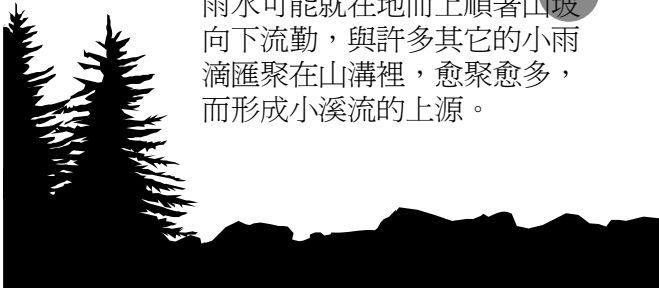 雨水可能就在地而上順著山坡
向下流動，與許多其它的小雨
滴匯聚在山溝裡，愈聚愈多，
而形成小溪流的上源。